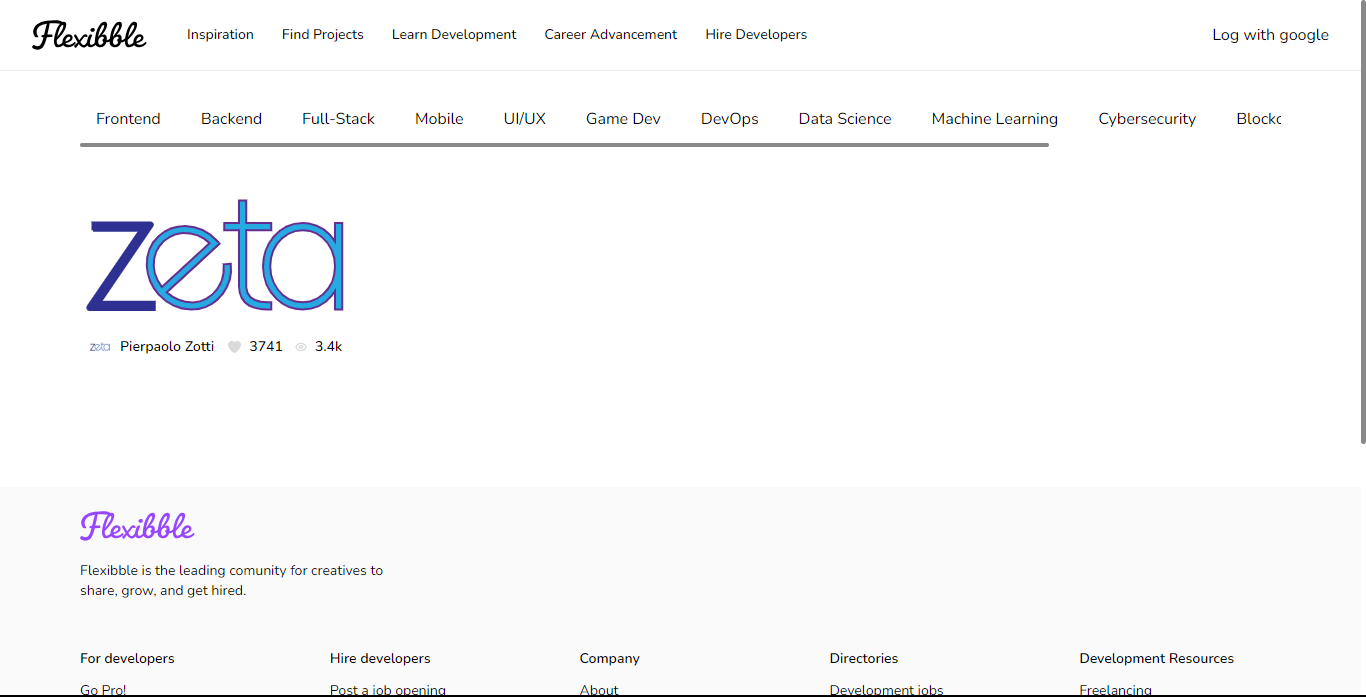 Flexibble Inspiration Find Projects Learn Development Career Advancement Hire Developers Log with google
Frontend Backend Full-Stack Mobile UI/UX Game Dev DevOps Data Science Machine Learning Cybersecurity Blockc
zeta
zeta Pierpaolo Zotti 3741 3.4k
Flexibble
Flexibble is the leading comunity for creatives to
share, grow, and get hired.
For developers Hire developers Company Directories Development Resources
Go Pro! Post a job opening About Development jobs Freelancing